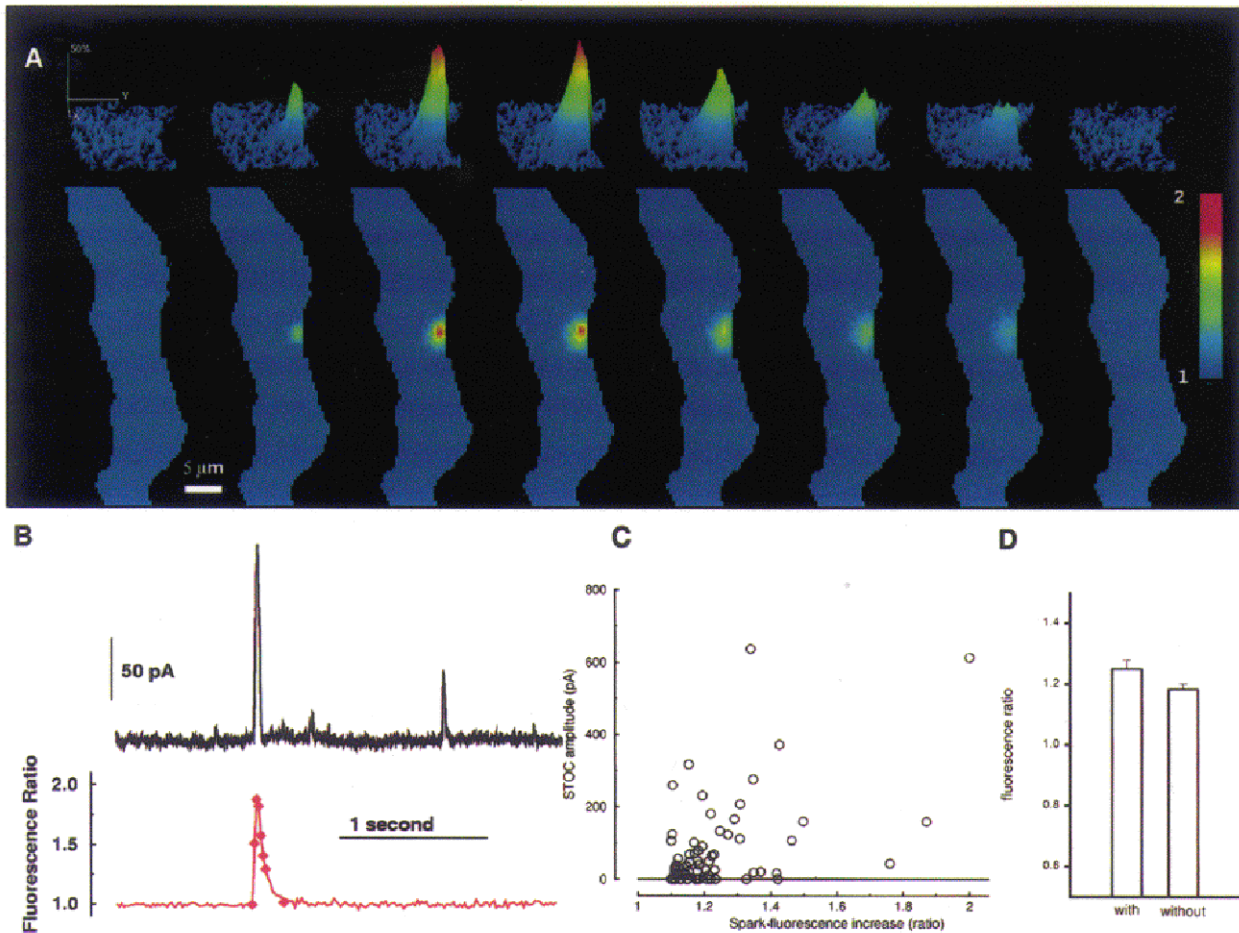 A
50%
Y
X
2
1
5 µm
B
50 pA
Fluorescence Ratio
2.0
1.5
1.0
1 second
C
STOC amplitude (pA)
800
600
400
200
0
1
1.2
1.4
1.6
1.8
2
Spark-fluorescence increase (ratio)
D
fluorescence ratio
1.4
1.2
1.0
0.8
with
without